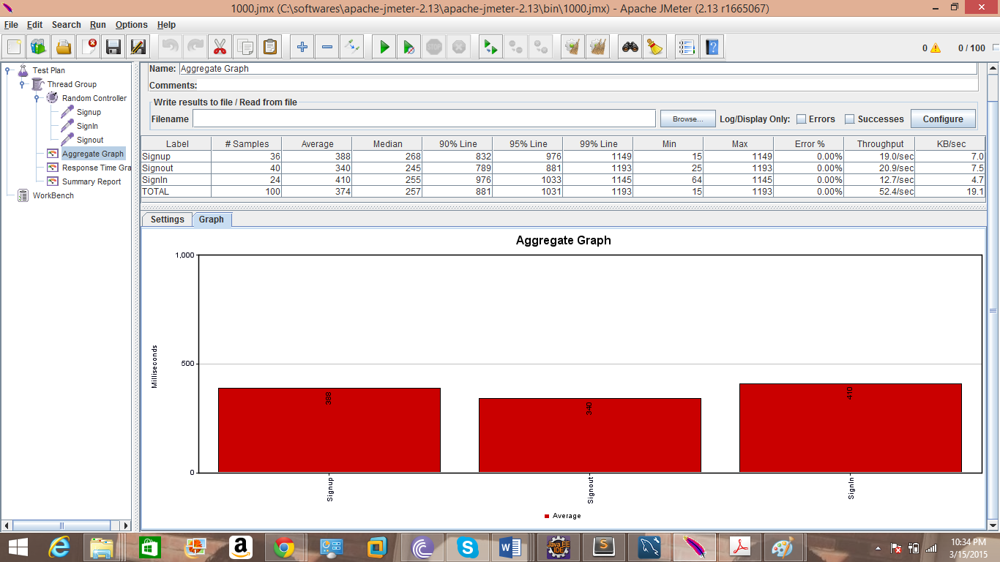 1000.jmx (C:\softwares\apache-jmeter-2.13\apache-jmeter-2.13\bin\1000.jmx) - Apache JMeter (2.13 r1665067)
File Edit Search Run Options Help
0 0 / 100
Test Plan
Thread Group
Random Controller
Signup
SignIn
Signout
Aggregate Graph
Response Time Gra
Summary Report
WorkBench
Name: Aggregate Graph
Comments:
Write results to file / Read from file
Filename Browse... Log/Display Only: Errors Successes Configure
Label # Samples Average Median 90% Line 95% Line 99% Line Min Max Error % Throughput KB/sec
Signup 36 388 268 832 976 1149 15 1149 0.00% 19.0/sec 7.0
Signout 40 340 245 789 881 1193 25 1193 0.00% 20.9/sec 7.5
SignIn 24 410 255 976 1033 1145 64 1145 0.00% 12.7/sec 4.7
TOTAL 100 374 257 881 1031 1193 15 1193 0.00% 52.4/sec 19.1
Settings Graph
Aggregate Graph
1,000
500
0
Milliseconds
388
340
410
Signup
Signout
SignIn
Average
Java EE
IDE
10:34 PM
3/15/2015